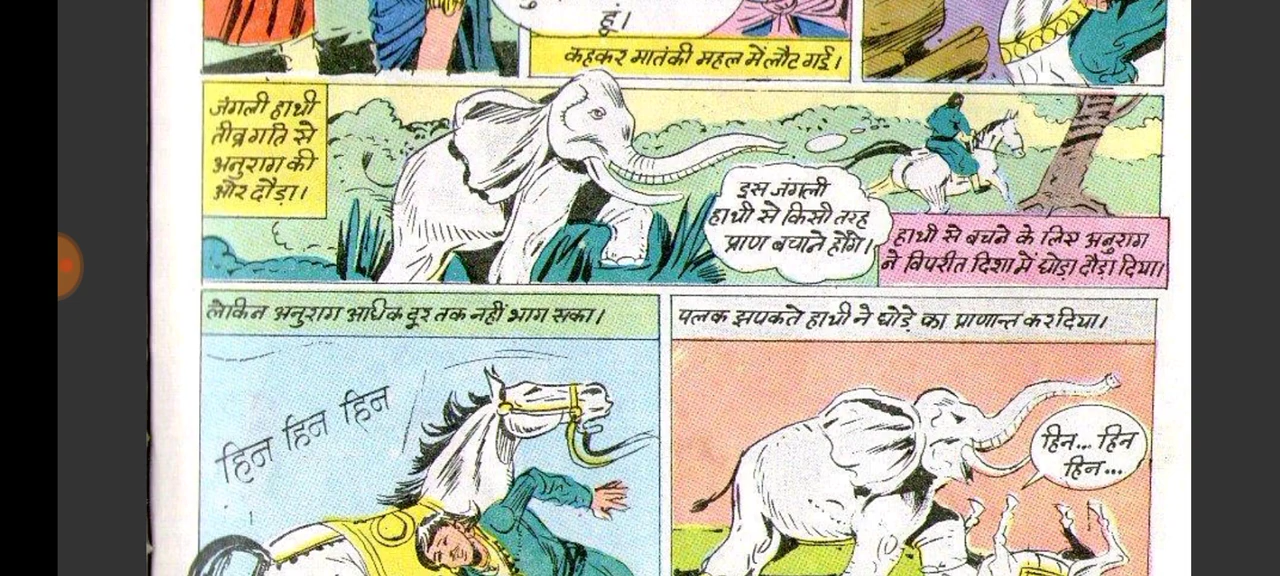 हूं।
कहकर मातंकी महल में लौट गई।
जंगली हाथी
तीव्र गति से
अनुराग की
और दौड़ा।
इस जंगली
हाथी से किसी तरह
प्राण बचाने होंगे।
हाथी से बचने के लिए अनुराग
ने विपरीत दिशा में घोड़ा दौड़ा दिया।
लेकिन अनुराग अधिक दूर तक नहीं भाग सका।
हिन हिन हिन
पलक झपकते हाथी ने घोड़े का प्राणान्त कर दिया।
हिन... हिन
हिन...